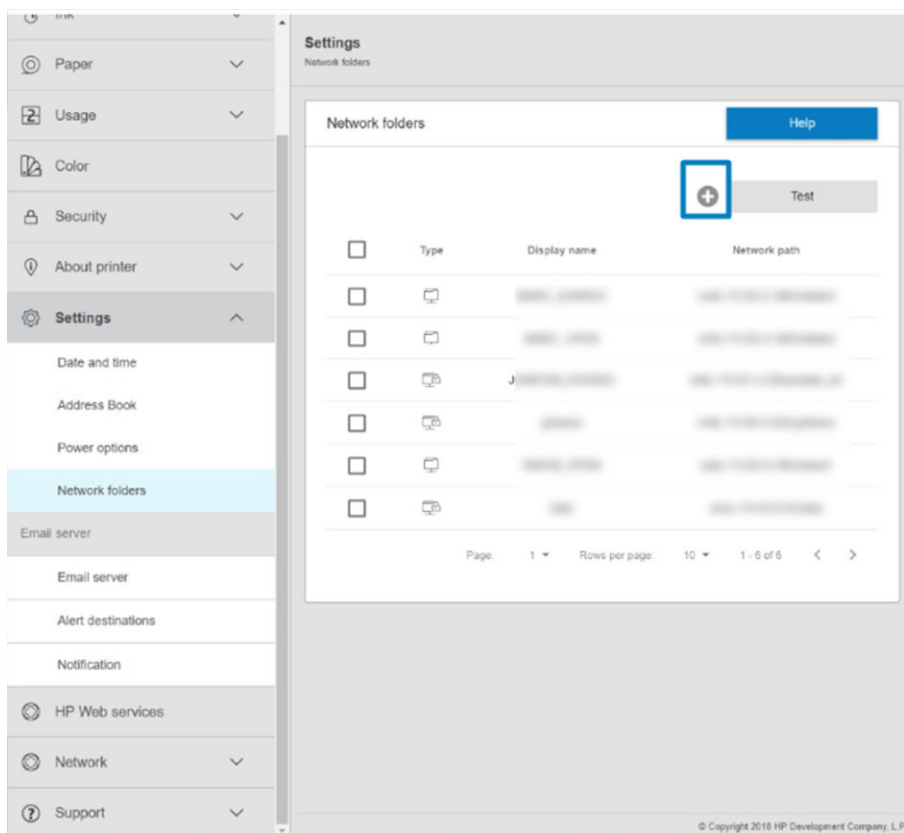 Ink
Paper
Usage
Color
Security
About printer
Settings
Date and time
Address Book
Power options
Network folders
Email server
Email server
Alert destinations
Notification
HP Web services
Network
Support
Settings
Network folders
Network folders
Help
Test
Type Display name Network path
Page: 1 Rows per page: 10 1 - 6 of 6
© Copyright 2018 HP Development Company, L.P